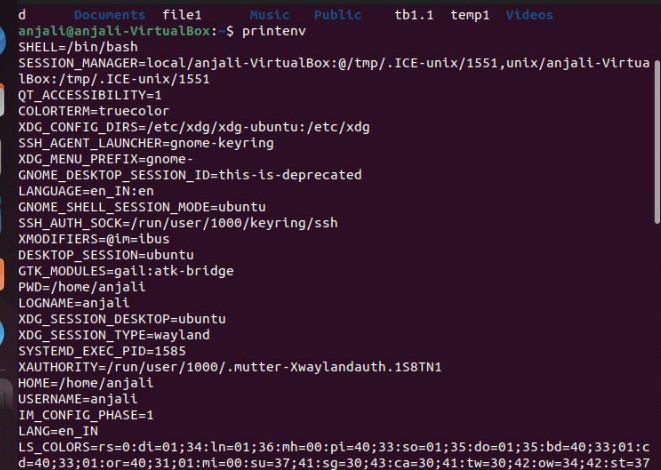 d Documents file1 Music Public tb1.1 temp1 Videos
anjali@anjali-VirtualBox:~$ printenv
SHELL=/bin/bash
SESSION_MANAGER=local/anjali-VirtualBox:@/tmp/.ICE-unix/1551,unix/anjali-Virtua
lBox:/tmp/.ICE-unix/1551
QT_ACCESSIBILITY=1
COLORTERM=truecolor
XDG_CONFIG_DIRS=/etc/xdg/xdg-ubuntu:/etc/xdg
SSH_AGENT_LAUNCHER=gnome-keyring
XDG_MENU_PREFIX=gnome-
GNOME_DESKTOP_SESSION_ID=this-is-deprecated
LANGUAGE=en_IN:en
GNOME_SHELL_SESSION_MODE=ubuntu
SSH_AUTH_SOCK=/run/user/1000/keyring/ssh
XMODIFIERS=@im=ibus
DESKTOP_SESSION=ubuntu
GTK_MODULES=gail:atk-bridge
PWD=/home/anjali
LOGNAME=anjali
XDG_SESSION_DESKTOP=ubuntu
XDG_SESSION_TYPE=wayland
SYSTEMD_EXEC_PID=1585
XAUTHORITY=/run/user/1000/.mutter-Xwaylandauth.1S8TN1
HOME=/home/anjali
USERNAME=anjali
IM_CONFIG_PHASE=1
LANG=en_IN
LS_COLORS=rs=0:di=01;34:ln=01;36:mh=00:pi=40;33:so=01;35:do=01;35:bd=40;33;01:c
d=40;33;01:or=40;31;01:mi=00:su=37;41:sg=30;43:ca=30;41:tw=30;42:ow=34;42:st=37